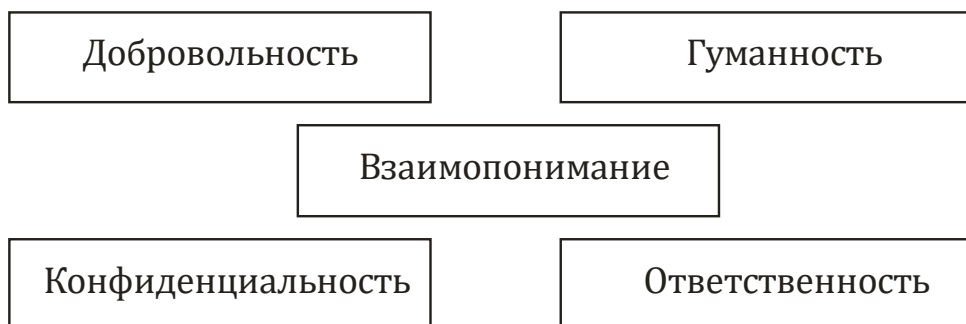 Добровольность
Гуманность
Взаимопонимание
Конфиденциальность
Ответственность